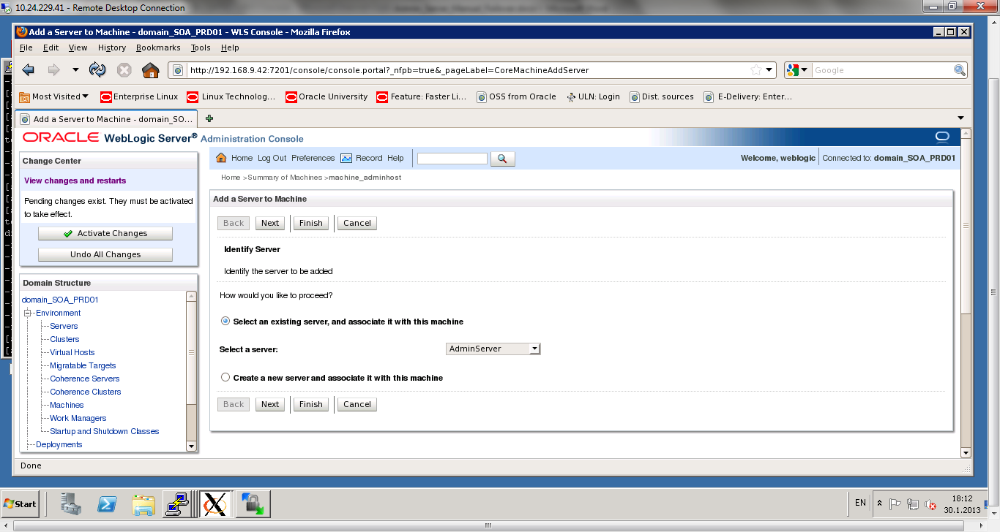 10.24.229.41 - Remote Desktop Connection
Add a Server to Machine - domain_SOA_PRD01 - WLS Console - Mozilla Firefox
File Edit View History Bookmarks Tools Help
http://192.168.9.42:7201/console/console.portal?_nfpb=true&_pageLabel=CoreMachineAddServer
Google
Most Visited Enterprise Linux Linux Technolog... Oracle University Feature: Faster Li... OSS from Oracle ULN: Login Dist. sources E-Delivery: Enter...
Add a Server to Machine - domain_SO...
ORACLE WebLogic Server® Administration Console
Change Center
View changes and restarts
Pending changes exist. They must be activated
to take effect.
Activate Changes
Undo All Changes
Domain Structure
domain_SOA_PRD01
Environment
Servers
Clusters
Virtual Hosts
Migratable Targets
Coherence Servers
Coherence Clusters
Machines
Work Managers
Startup and Shutdown Classes
Deployments
Home Log Out Preferences Record Help
Welcome, weblogic Connected to: domain_SOA_PRD01
Home >Summary of Machines >machine_adminhost
Add a Server to Machine
Back Next Finish Cancel
Identify Server
Identify the server to be added
How would you like to proceed?
Select an existing server, and associate it with this machine
Select a server: AdminServer
Create a new server and associate it with this machine
Back Next Finish Cancel
Done
Start
EN
18:12
30.1.2013